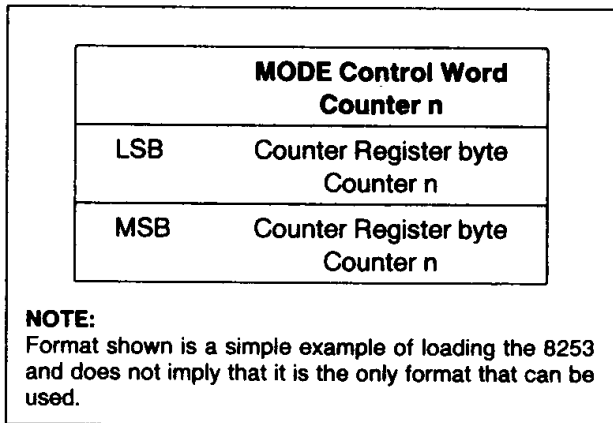 MODE Control Word
Counter n
LSB Counter Register byte
Counter n
MSB Counter Register byte
Counter n
NOTE:
Format shown is a simple example of loading the 8253
and does not imply that it is the only format that can be
used.